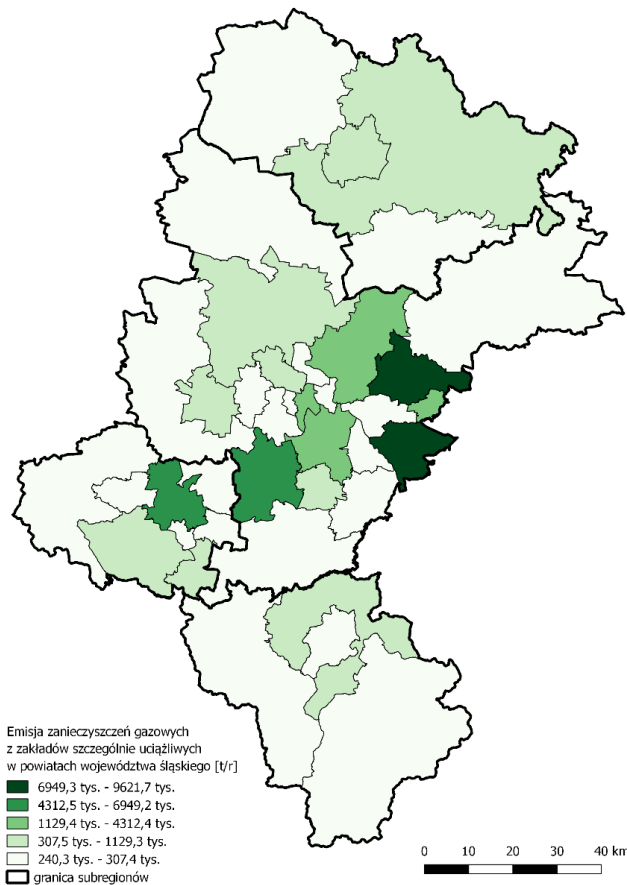 Emisja zanieczyszczeń gazowych
z zakładów szczególnie uciążliwych
w powiatach województwa śląskiego [t/r]
6949,3 tys. - 9621,7 tys.
4312,5 tys. - 6949,2 tys.
1129,4 tys. - 4312,4 tys.
307,5 tys. - 1129,3 tys.
240,3 tys. - 307,4 tys.
granica subregionów
0 10 20 30 40 km